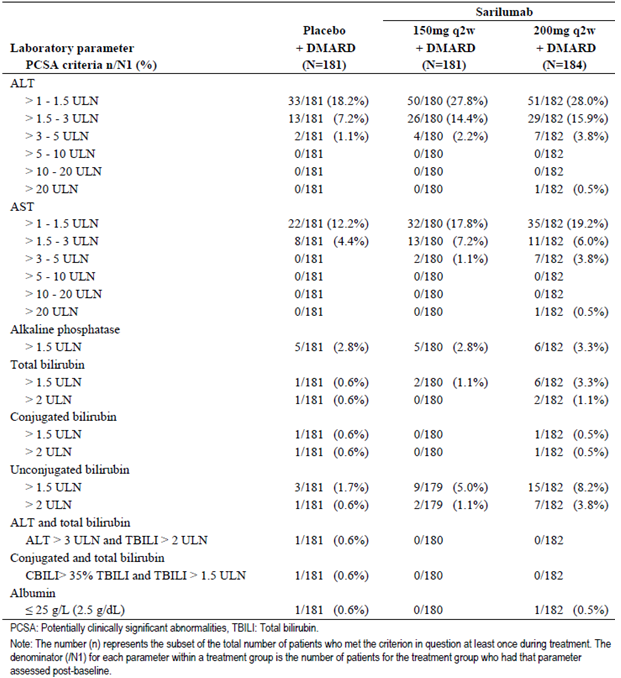 Sarilumab
Placebo 150mg q2w 200mg q2w
Laboratory parameter + DMARD + DMARD + DMARD
PCSA criteria n/N1 (%) (N=181) (N=181) (N=184)
ALT
> 1 - 1.5 ULN 33/181 (18.2%) 50/180 (27.8%) 51/182 (28.0%)
> 1.5 - 3 ULN 13/181 (7.2%) 26/180 (14.4%) 29/182 (15.9%)
> 3 - 5 ULN 2/181 (1.1%) 4/180 (2.2%) 7/182 (3.8%)
> 5 - 10 ULN 0/181 0/180 0/182
> 10 - 20 ULN 0/181 0/180 0/182
> 20 ULN 0/181 0/180 1/182 (0.5%)
AST
> 1 - 1.5 ULN 22/181 (12.2%) 32/180 (17.8%) 35/182 (19.2%)
> 1.5 - 3 ULN 8/181 (4.4%) 13/180 (7.2%) 11/182 (6.0%)
> 3 - 5 ULN 0/181 2/180 (1.1%) 7/182 (3.8%)
> 5 - 10 ULN 0/181 0/180 0/182
> 10 - 20 ULN 0/181 0/180 0/182
> 20 ULN 0/181 0/180 1/182 (0.5%)
Alkaline phosphatase
> 1.5 ULN 5/181 (2.8%) 5/180 (2.8%) 6/182 (3.3%)
Total bilirubin
> 1.5 ULN 1/181 (0.6%) 2/180 (1.1%) 6/182 (3.3%)
> 2 ULN 1/181 (0.6%) 0/180 2/182 (1.1%)
Conjugated bilirubin
> 1.5 ULN 1/181 (0.6%) 0/180 1/182 (0.5%)
> 2 ULN 1/181 (0.6%) 0/180 1/182 (0.5%)
Unconjugated bilirubin
> 1.5 ULN 3/181 (1.7%) 9/179 (5.0%) 15/182 (8.2%)
> 2 ULN 1/181 (0.6%) 2/179 (1.1%) 7/182 (3.8%)
ALT and total bilirubin
ALT > 3 ULN and TBILI > 2 ULN 1/181 (0.6%) 0/180 0/182
Conjugated and total bilirubin
CBILI> 35% TBILI and TBILI > 1.5 ULN 1/181 (0.6%) 0/180 0/182
Albumin
≤ 25 g/L (2.5 g/dL) 1/181 (0.6%) 0/180 1/182 (0.5%)
PCSA: Potentially clinically significant abnormalities, TBILI: Total bilirubin.
Note: The number (n) represents the subset of the total number of patients who met the criterion in question at least once during treatment. The
denominator (/N1) for each parameter within a treatment group is the number of patients for the treatment group who had that parameter
assessed post-baseline.